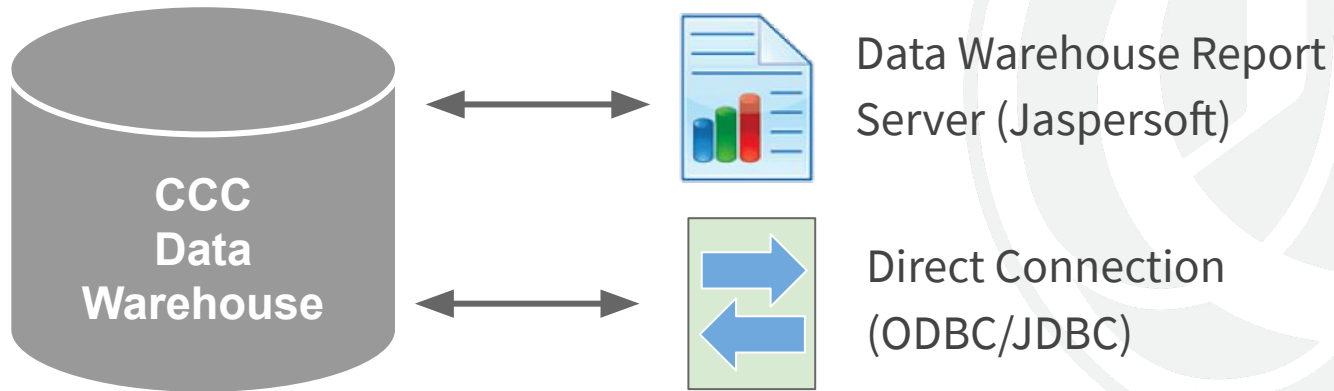 CCC
Data
Warehouse
Data Warehouse Report
Server (Jaspersoft)
Direct Connection
(ODBC/JDBC)